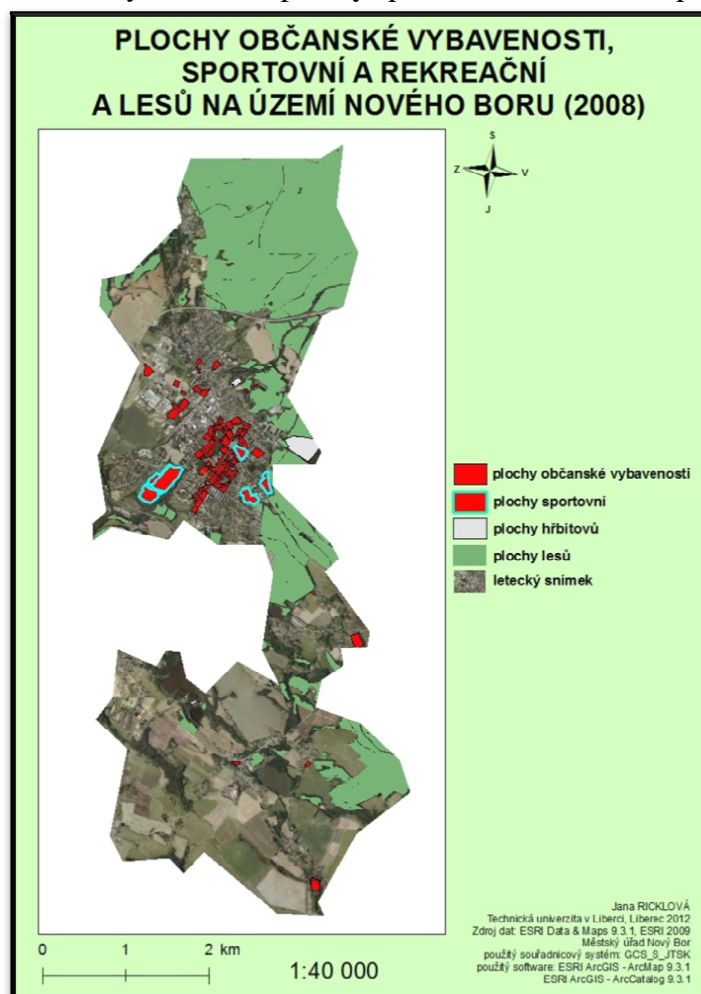 PLOCHY OBČANSKÉ VYBAVENOSTI,
SPORTOVNÍ A REKREAČNÍ
A LESŮ NA ÚZEMÍ NOVÉHO BORU (2008)
S
Z
V
J
plochy občanské vybavenosti
plochy sportovní
plochy hřbitovů
plochy lesů
letecký snímek
Jana RICKLOVÁ
Technická univerzita v Liberci, Liberec 2012
Zdroj dat: ESRI Data & Maps 9.3.1, ESRI 2009
Městský úřad Nový Bor
použitý souřadnicový systém: GCS_S_JTSK
použitý software: ESRI ArcGIS - ArcMap 9.3.1
ESRI ArcGIS - ArcCatalog 9.3.1
0 1 2 km
1:40 000